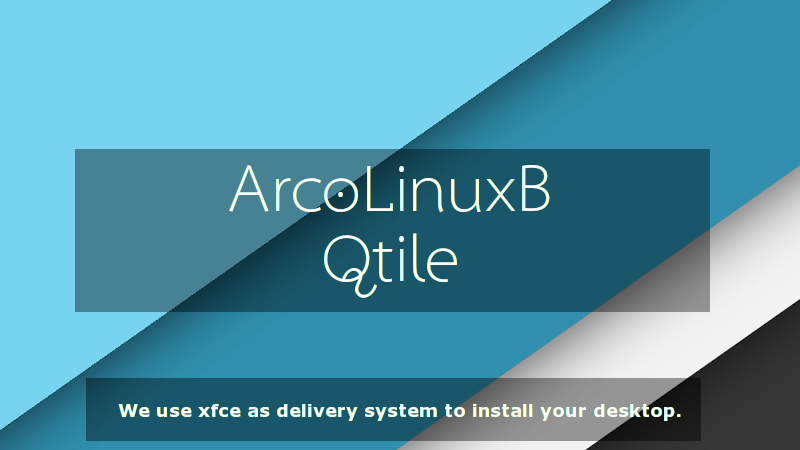 ArcoLinuxB
Qtile
We use xfce as delivery system to install your desktop.